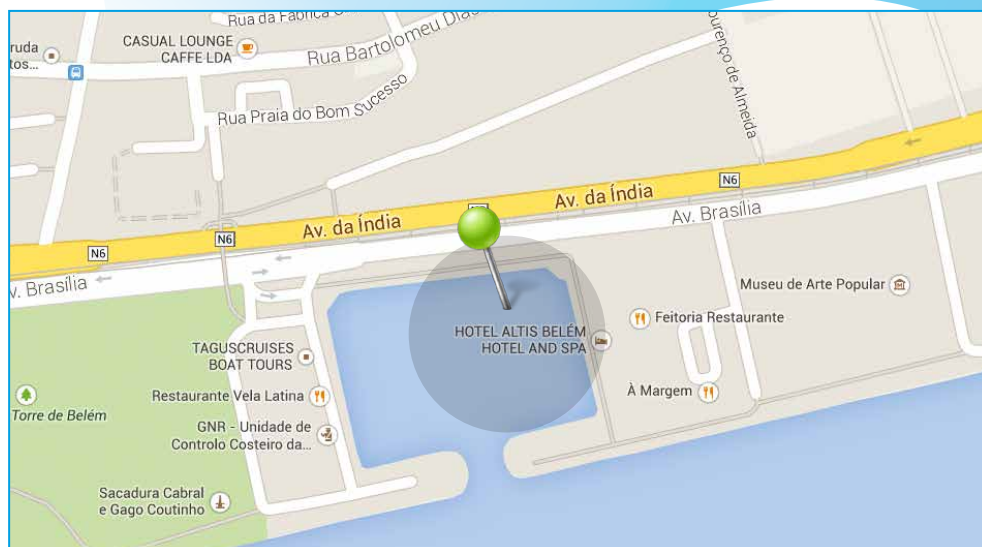 Rua da Fábrica
CASUAL LOUNGE
CAFFE LDA
Rua Bartolomeu Dias
Rua Praia do Bom Sucesso
Lourenço de Almeida
N6
Av. da Índia
Av. da Índia
N6
N6
Av. Brasília
Av. Brasília
Museu de Arte Popular
Feitoria Restaurante
HOTEL ALTIS BELÉM
HOTEL AND SPA
TAGUSCRUISES
BOAT TOURS
Restaurante Vela Latina
À Margem
Torre de Belém
GNR - Unidade de
Controlo Costeiro da...
Sacadura Cabral
e Gago Coutinho